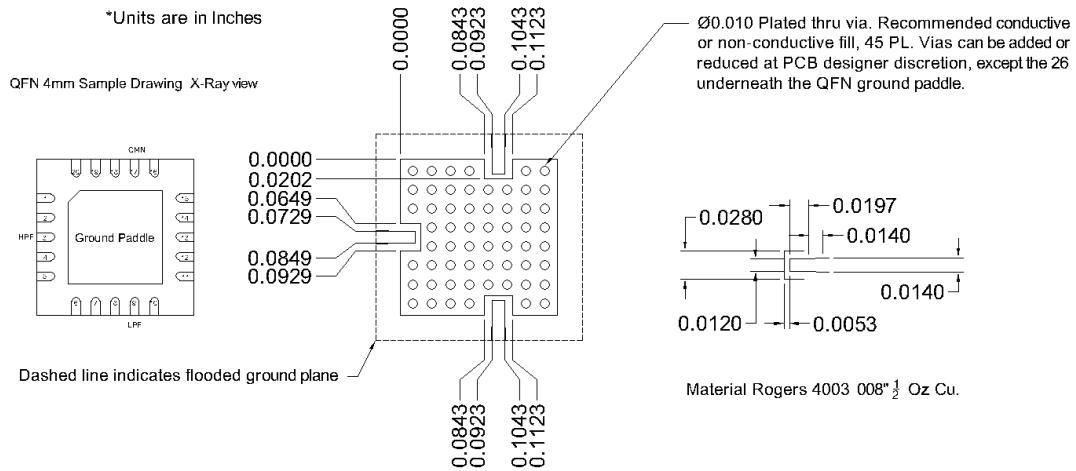 *Units are in Inches
QFN 4mm Sample Drawing X-Ray view
CMN
HPF
Ground Paddle
LPF
0.0000
0.0843
0.0923
0.1043
0.1123
0.0000
0.0202
0.0649
0.0729
0.0849
0.0929
0.0843
0.0923
0.1043
0.1123
Dashed line indicates flooded ground plane
Ø0.010 Plated thru via. Recommended conductive
or non-conductive fill, 45 PL. Vias can be added or
reduced at PCB designer discretion, except the 26
underneath the QFN ground paddle.
0.0280
0.0197
0.0140
0.0140
0.0120
0.0053
Material Rogers 4003 008" ½ Oz Cu.